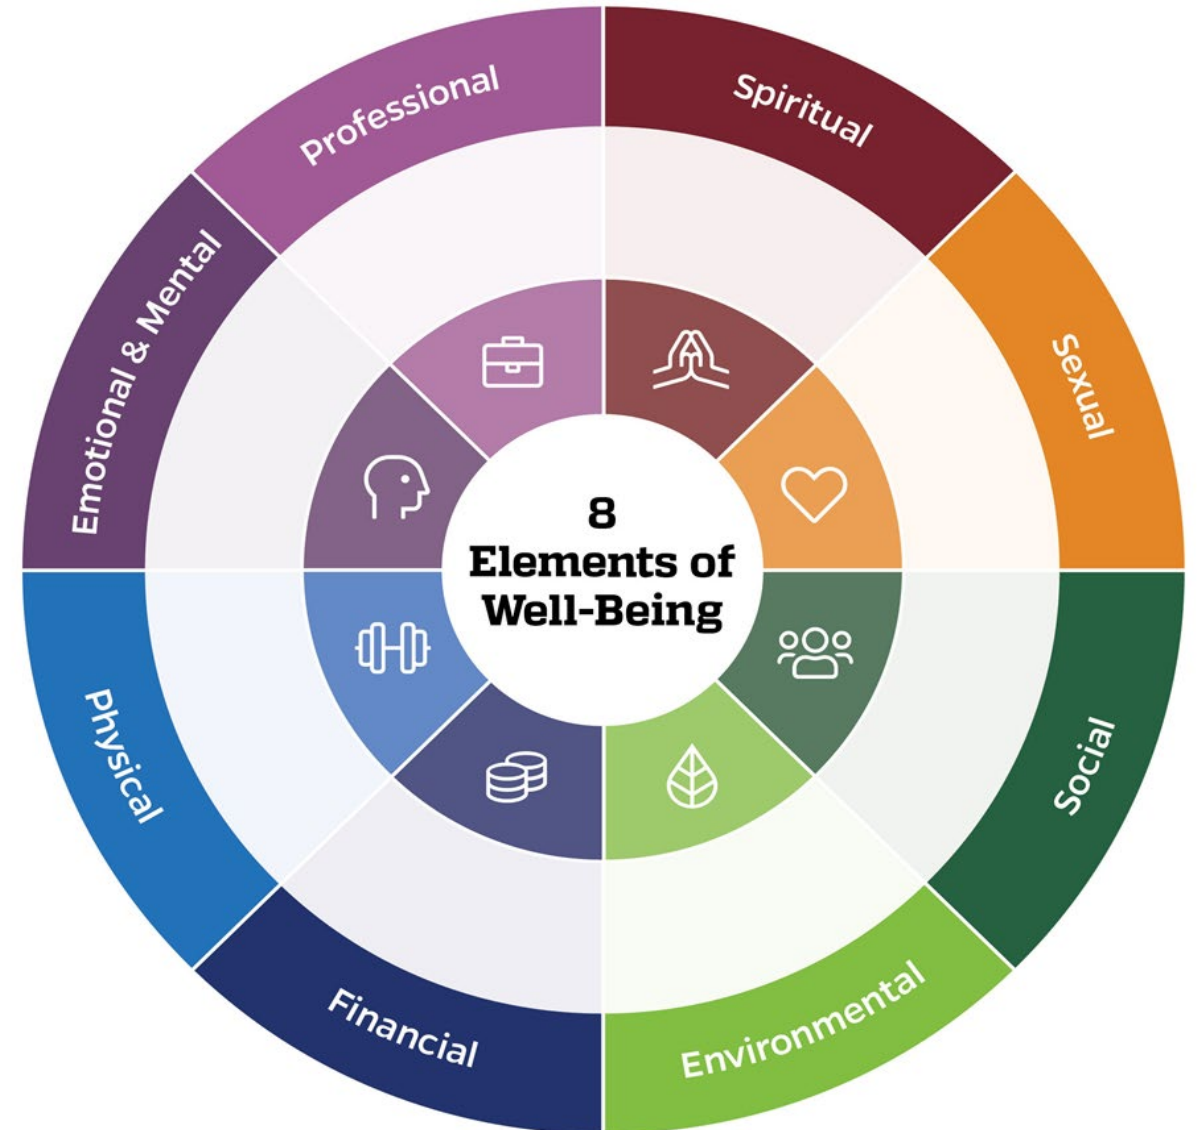 8
Elements of
Well-Being
Spiritual
Sexual
Social
Environmental
Financial
Physical
Emotional & Mental
Professional